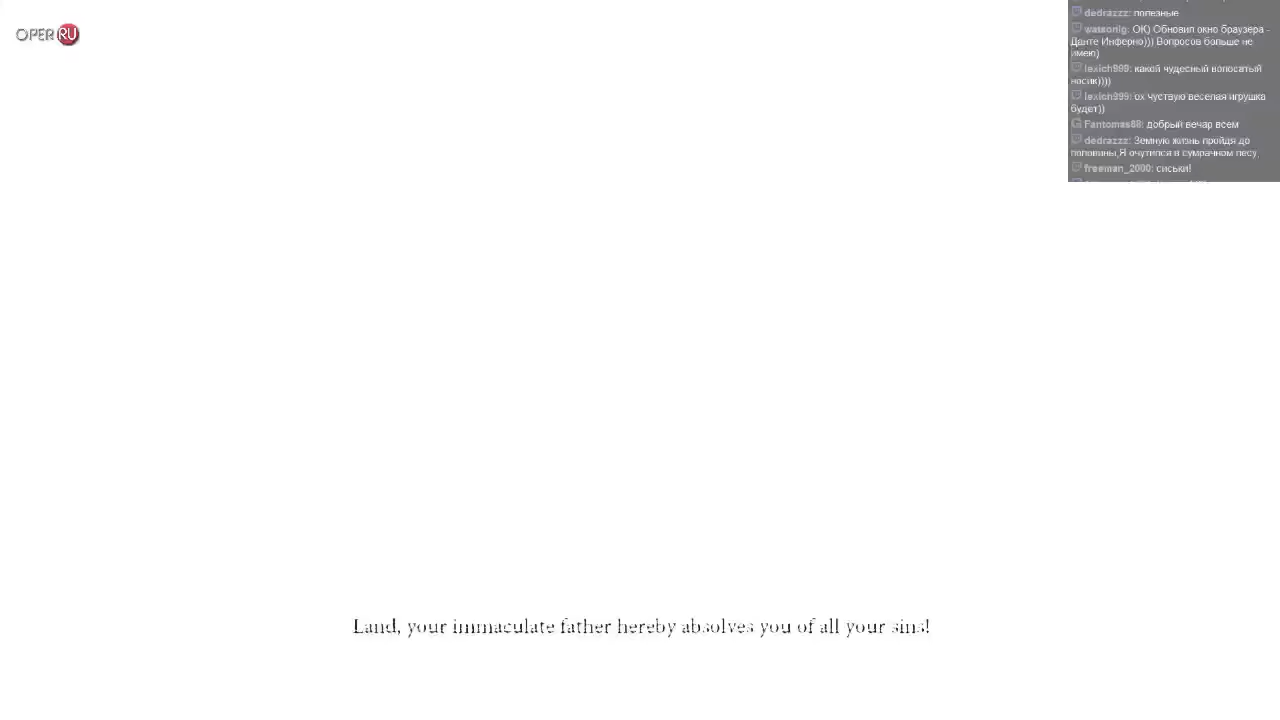 OPER RU
dedrazzz: полезные
watsonlg: ОК) Обновил окно браузера -
Данте Инферно))) Вопросов больше не
имею)
lexich999: какой чудесный волосатый
носик))))
lexich999: ох чуствую веселая игрушка
будет))
Fantomas68: добрый вечар всем
dedrazzz: Земную жизнь пройдя до
половины,Я очутился в сумрачном лесу,
freeman_2000: сиськи!
Land, your immaculate father hereby absolves you of all your sins!